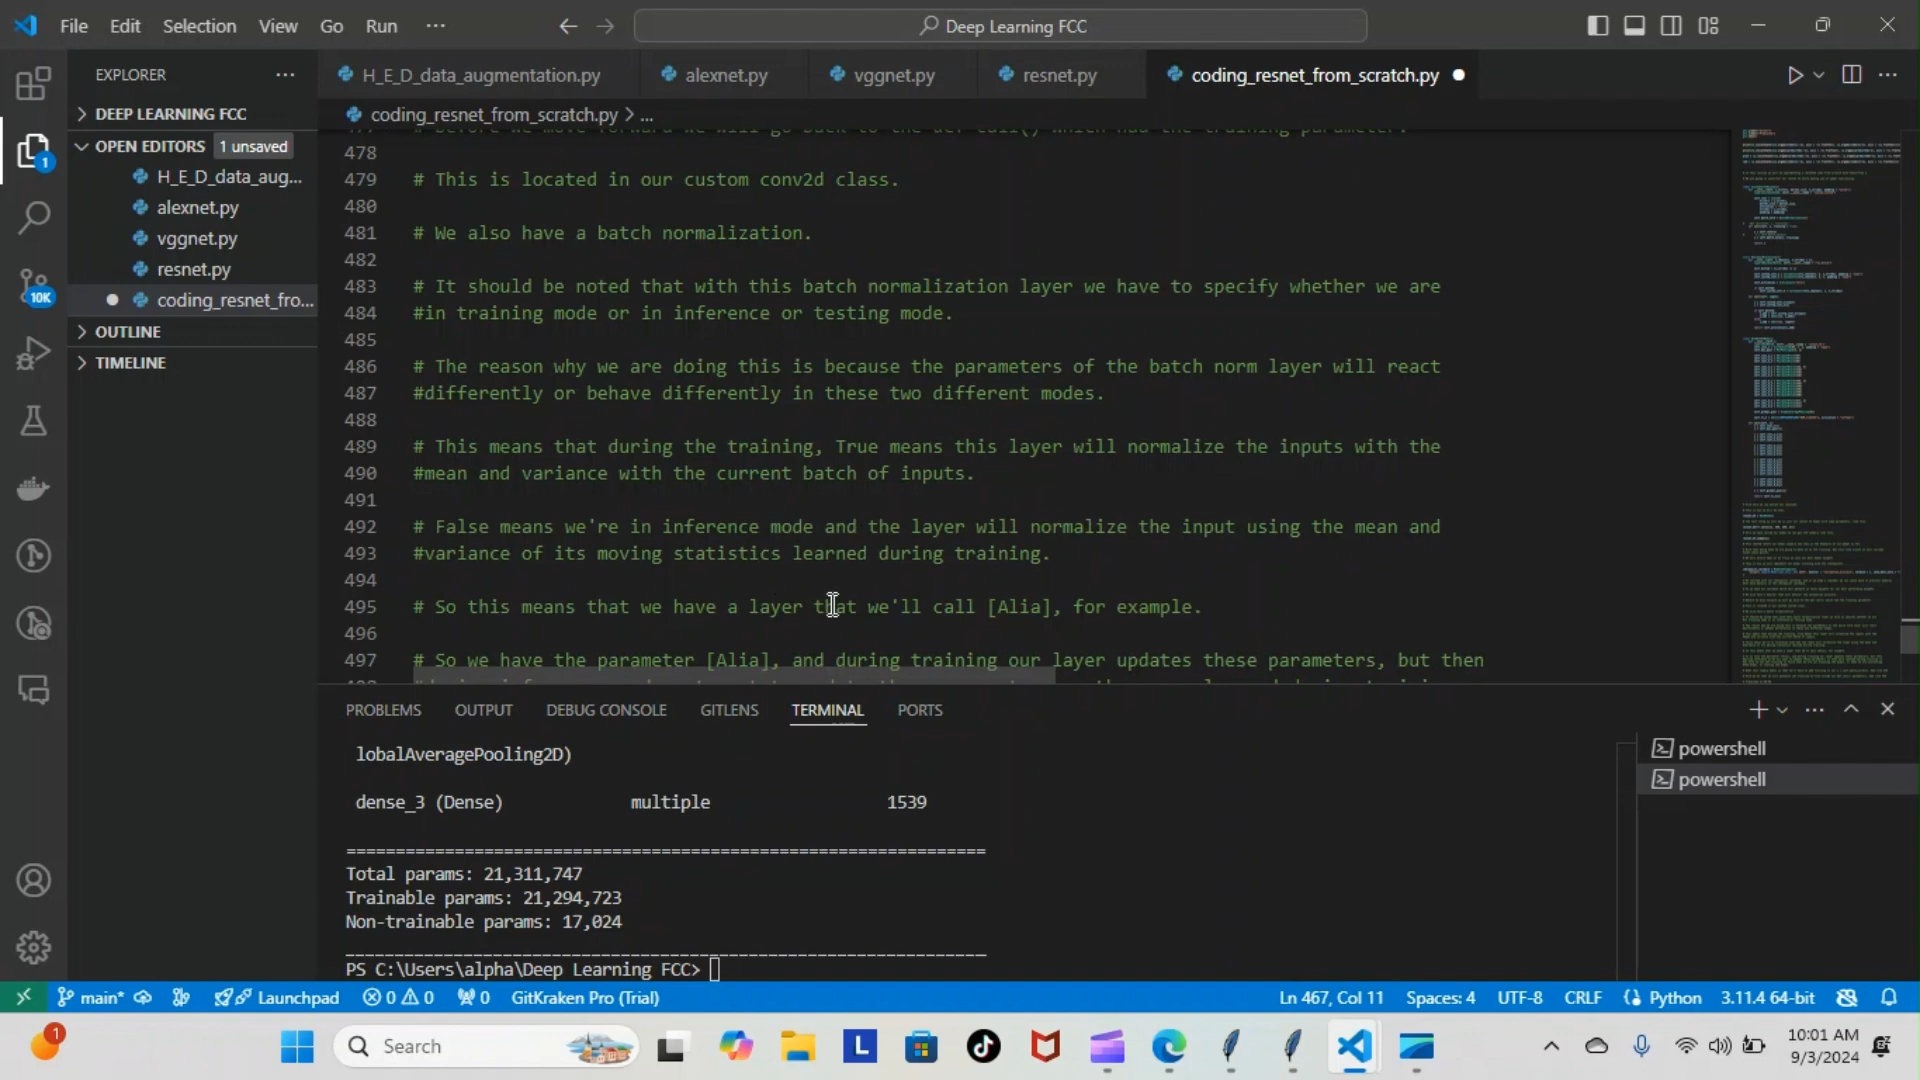 File Edit Selection View Go Run ···
Deep Learning FCC
EXPLORER ···
DEEP LEARNING FCC
OPEN EDITORS 1 unsaved
H_E_D_data_aug...
alexnet.py
vggnet.py
resnet.py
coding_resnet_fro...
OUTLINE
TIMELINE
1
10K
H_E_D_data_augmentation.py alexnet.py vggnet.py resnet.py coding_resnet_from_scratch.py
coding_resnet_from_scratch.py > ...
478
479 # This is located in our custom conv2d class.
480
481 # We also have a batch normalization.
482
483 # It should be noted that with this batch normalization layer we have to specify whether we are
484 #in training mode or in inference or testing mode.
485
486 # The reason why we are doing this is because the parameters of the batch norm layer will react
487 #differently or behave differently in these two different modes.
488
489 # This means that during the training, True means this layer will normalize the inputs with the
490 #mean and variance with the current batch of inputs.
491
492 # False means we're in inference mode and the layer will normalize the input using the mean and
493 #variance of its moving statistics learned during training.
494
495 # So this means that we have a layer that we'll call [Alia], for example.
496
497 # So we have the parameter [Alia], and during training our layer updates these parameters, but then
PROBLEMS OUTPUT DEBUG CONSOLE GITLENS TERMINAL PORTS
lobalAveragePooling2D)
dense_3 (Dense) multiple 1539
=================================================================
Total params: 21,311,747
Trainable params: 21,294,723
Non-trainable params: 17,024
_________________________________________________________________
PS C:\Users\alpha\Deep Learning FCC>
powershell
powershell
main* Launchpad 0 0 0 GitKraken Pro (Trial) Ln 467, Col 11 Spaces: 4 UTF-8 CRLF Python 3.11.4 64-bit
1 Search L 10:01 AM
9/3/2024